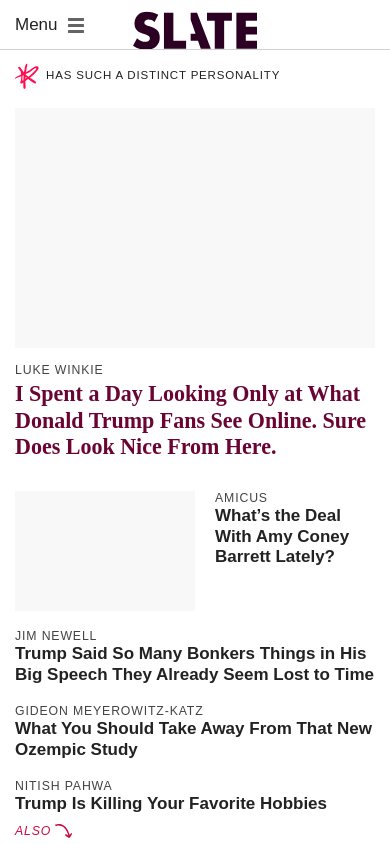 Menu
SLATE
HAS SUCH A DISTINCT PERSONALITY
LUKE WINKIE
I Spent a Day Looking Only at What
Donald Trump Fans See Online. Sure
Does Look Nice From Here.
AMICUS
What’s the Deal
With Amy Coney
Barrett Lately?
JIM NEWELL
Trump Said So Many Bonkers Things in His
Big Speech They Already Seem Lost to Time
GIDEON MEYEROWITZ-KATZ
What You Should Take Away From That New
Ozempic Study
NITISH PAHWA
Trump Is Killing Your Favorite Hobbies
ALSO